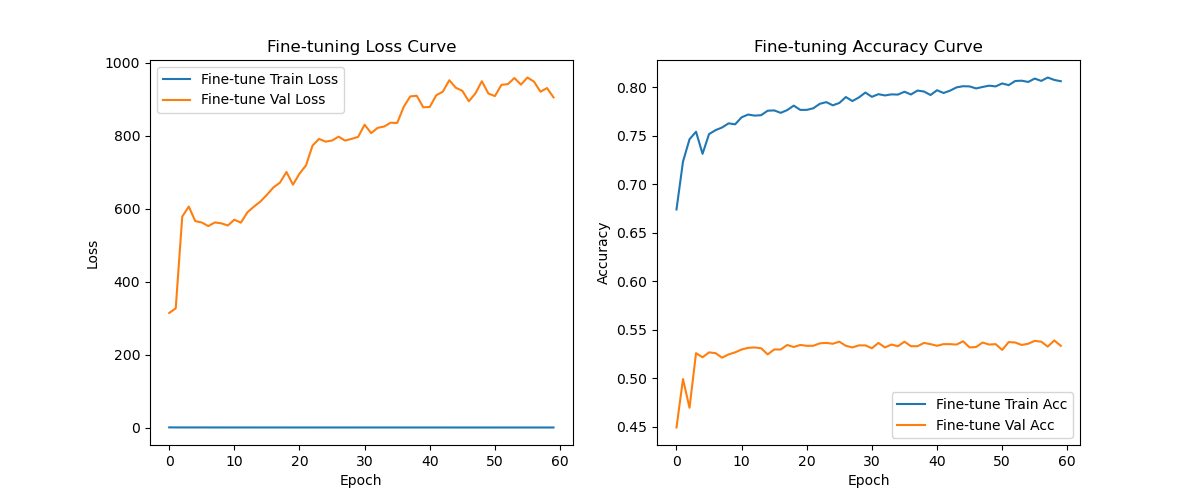 Fine-tuning Loss Curve
Fine-tune Train Loss
Fine-tune Val Loss
1000
800
600
400
200
0
Loss
0 10 20 30 40 50 60
Epoch
Fine-tuning Accuracy Curve
0.80
0.75
0.70
0.65
0.60
0.55
0.50
0.45
Accuracy
Fine-tune Train Acc
Fine-tune Val Acc
0 10 20 30 40 50 60
Epoch